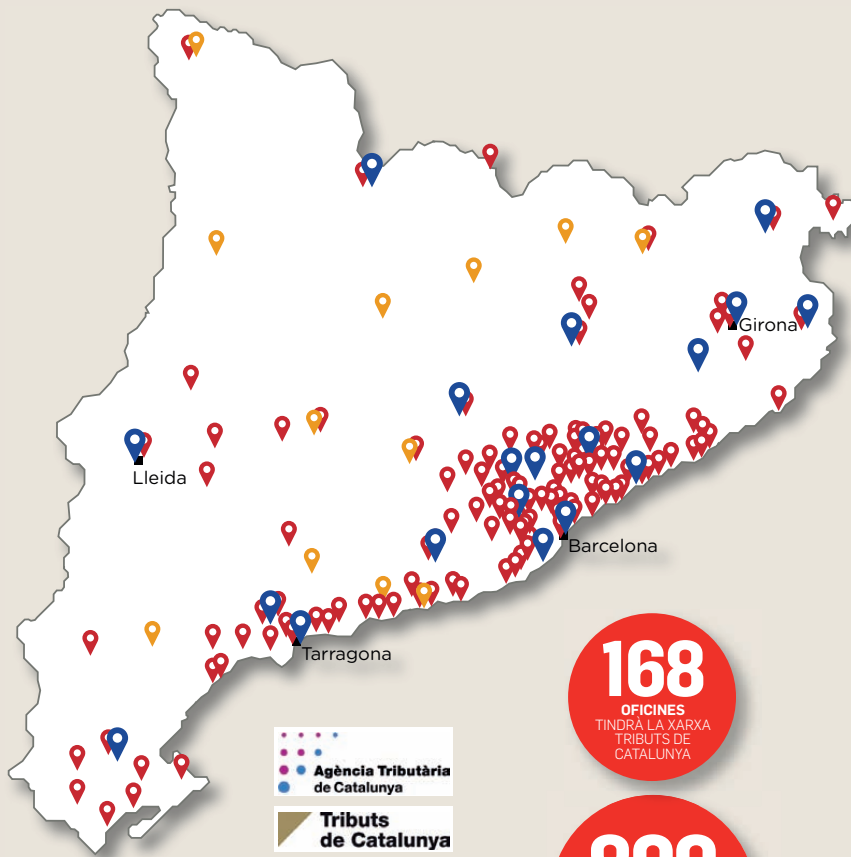 Girona
Lleida
Barcelona
Tarragona
168
OFICINES
TINDRÀ LA XARXA
TRIBUTS DE
CATALUNYA
Agència Tributària
de Catalunya
Tributs
de Catalunya